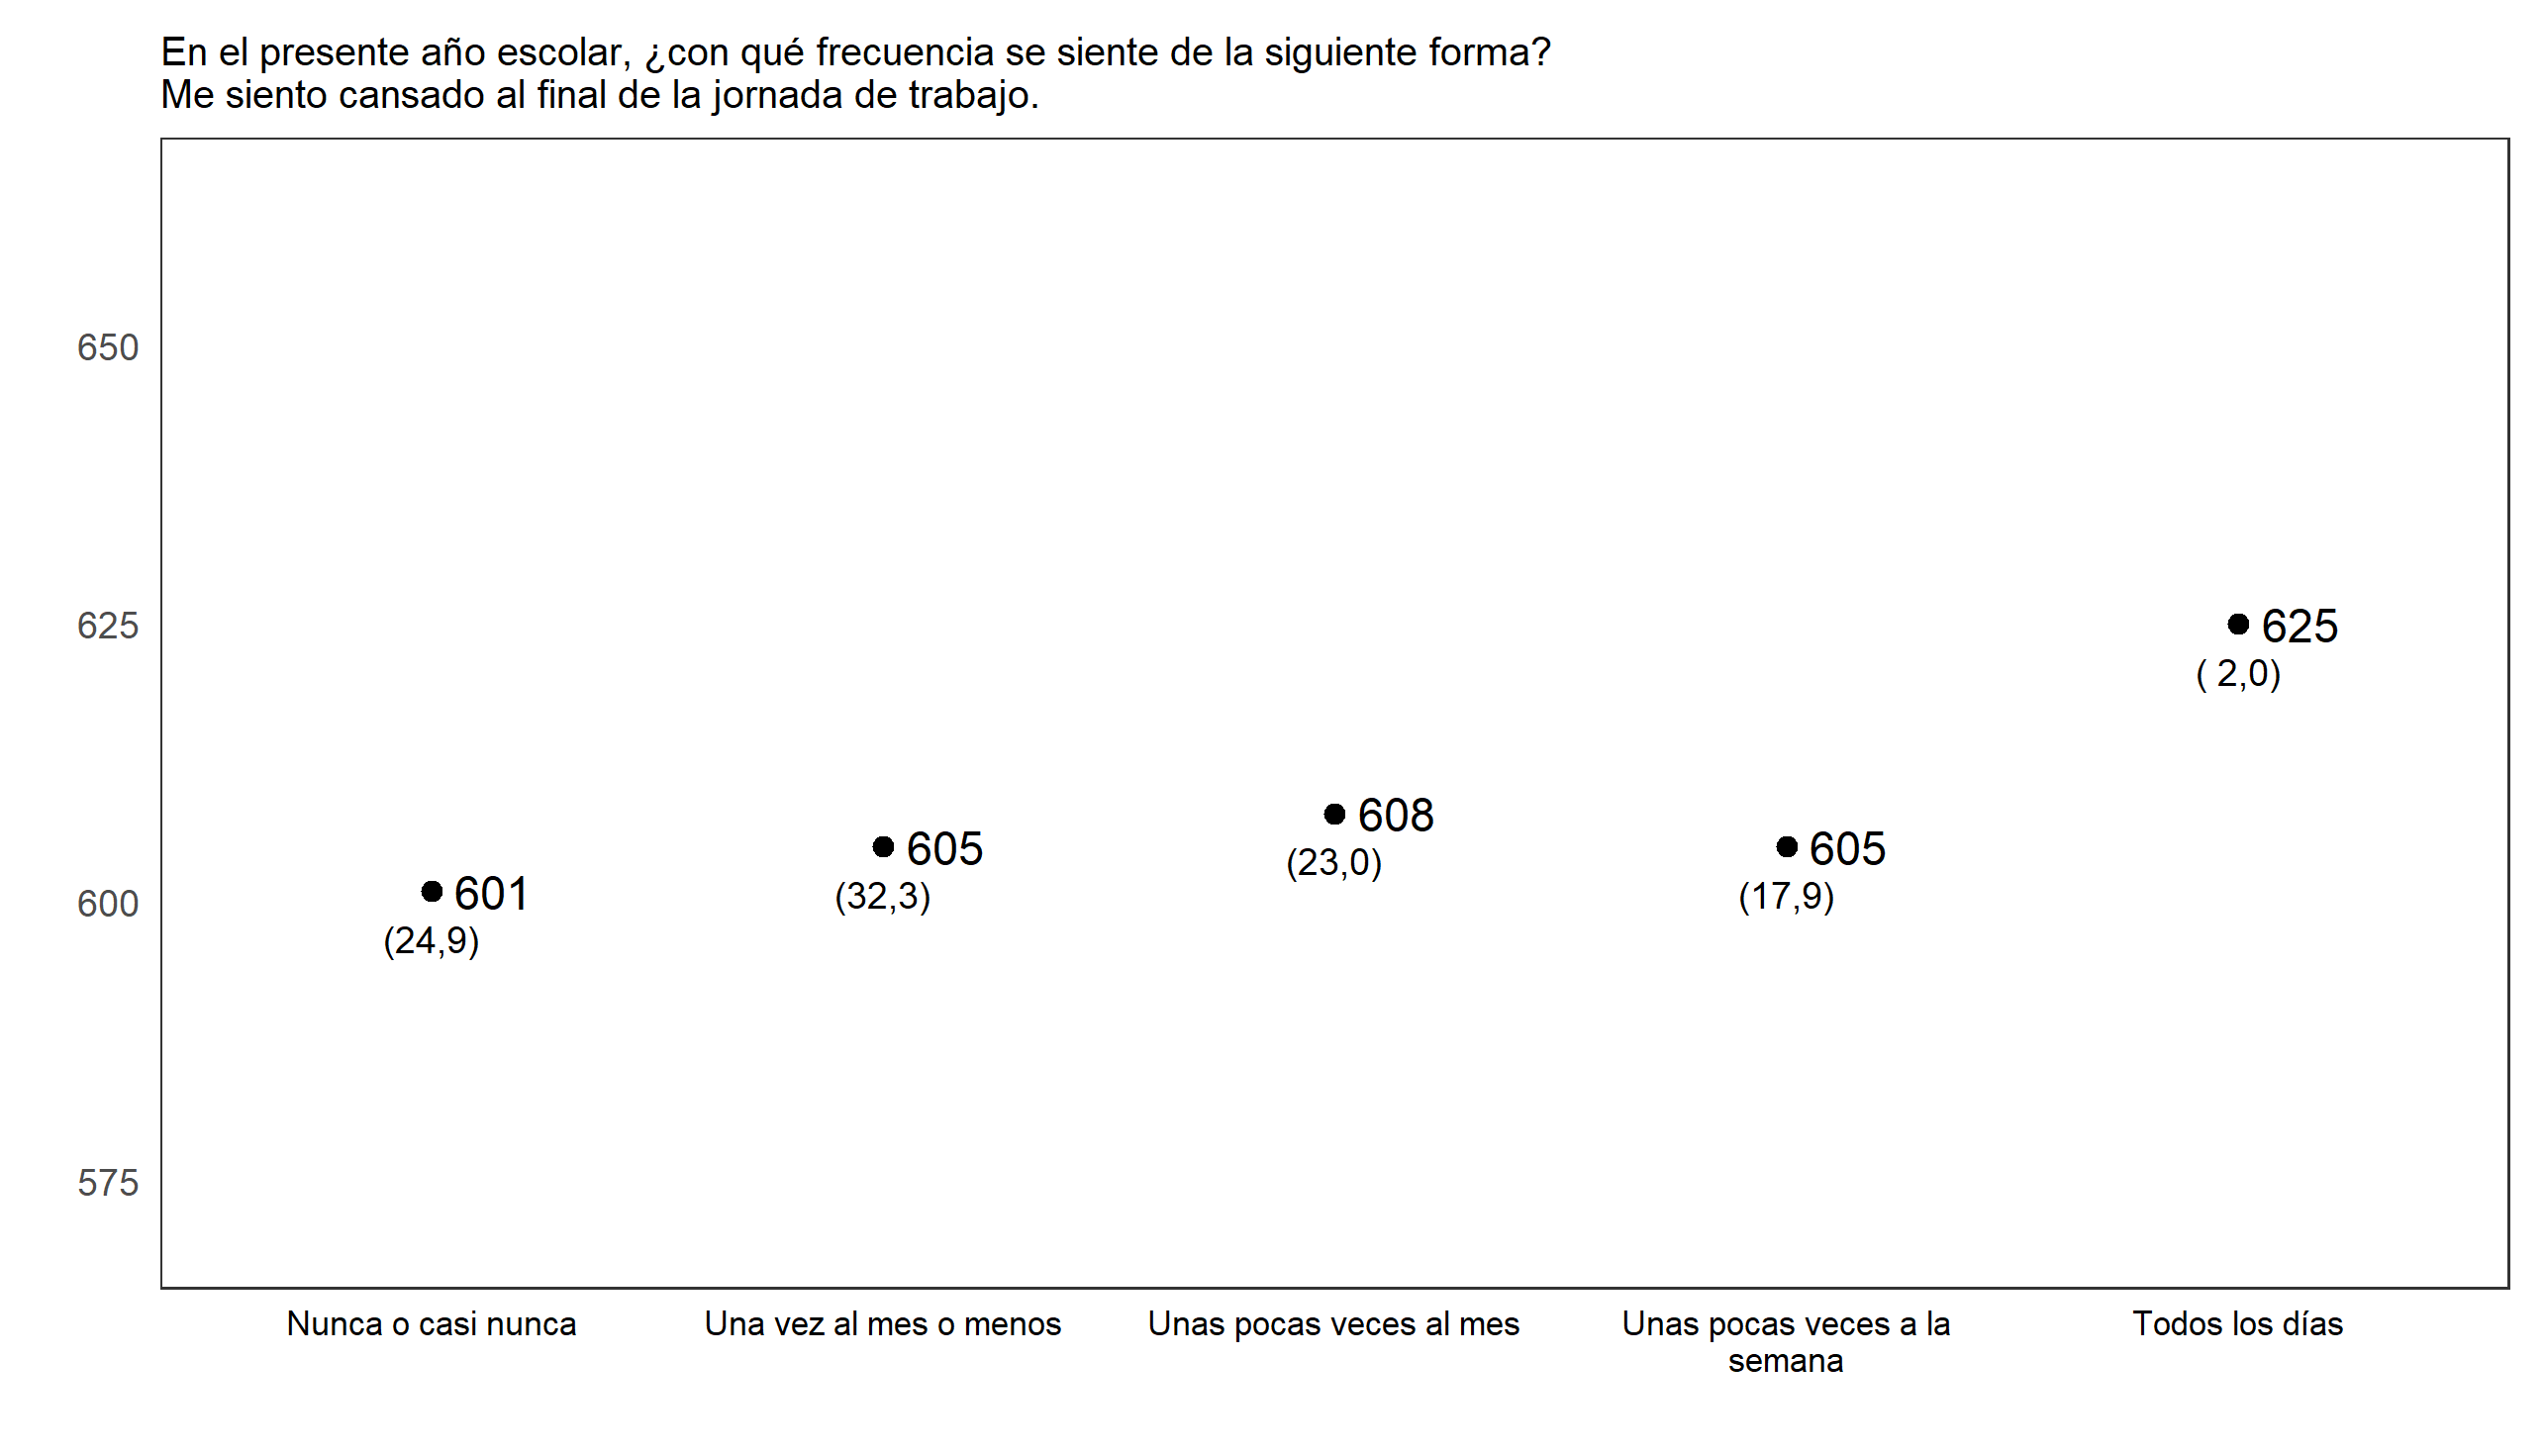 En el presente año escolar, ¿con qué frecuencia se siente de la siguiente forma?
Me siento cansado al final de la jornada de trabajo.
650
625
600
575
601
(24,9)
605
(32,3)
608
(23,0)
605
(17,9)
625
( 2,0)
Nunca o casi nunca
Una vez al mes o menos
Unas pocas veces al mes
Unas pocas veces a la
semana
Todos los días